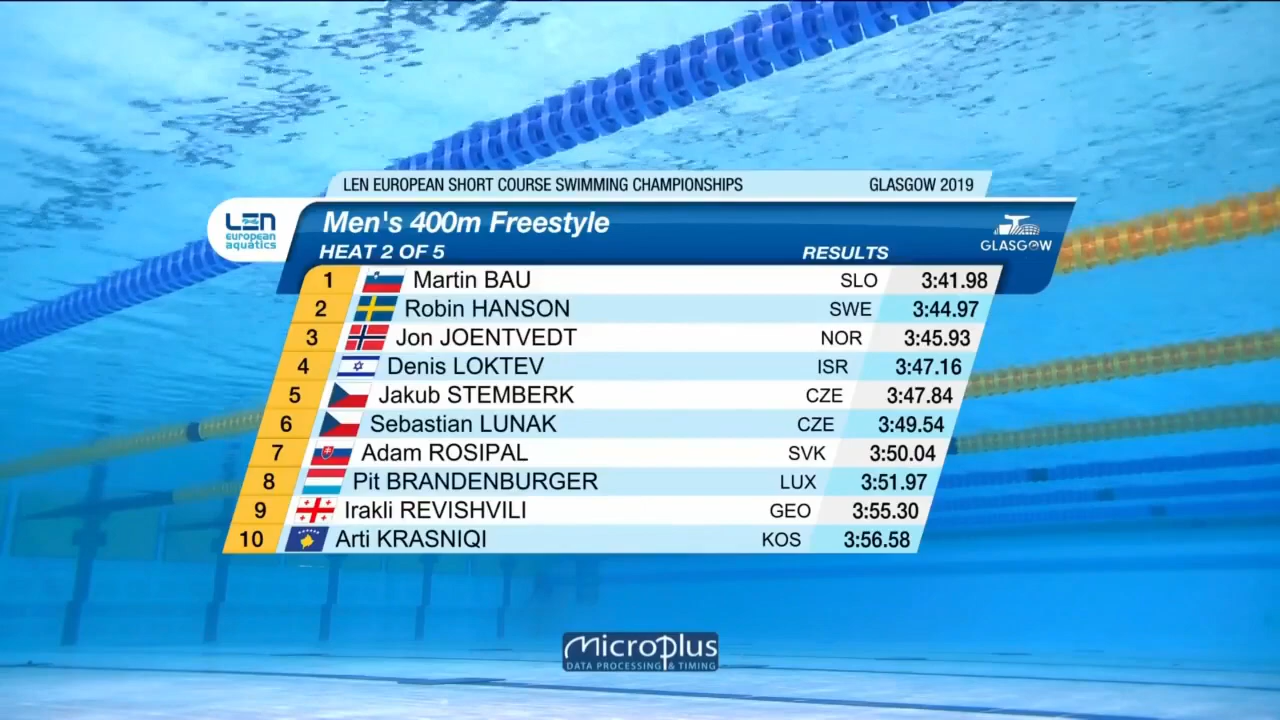 LEN EUROPEAN SHORT COURSE SWIMMING CHAMPIONSHIPS GLASGOW 2019
LEN
european
aquatics
Men's 400m Freestyle
GLASGOW
HEAT 2 OF 5 RESULTS
1 Martin BAU SLO 3:41.98
2 Robin HANSON SWE 3:44.97
3 Jon JOENTVEDT NOR 3:45.93
4 Denis LOKTEV ISR 3:47.16
5 Jakub STEMBERK CZE 3:47.84
6 Sebastian LUNAK CZE 3:49.54
7 Adam ROSIPAL SVK 3:50.04
8 Pit BRANDENBURGER LUX 3:51.97
9 Irakli REVISHVILI GEO 3:55.30
10 Arti KRASNIQI KOS 3:56.58
MICROPLUS
DATA PROCESSING & TIMING